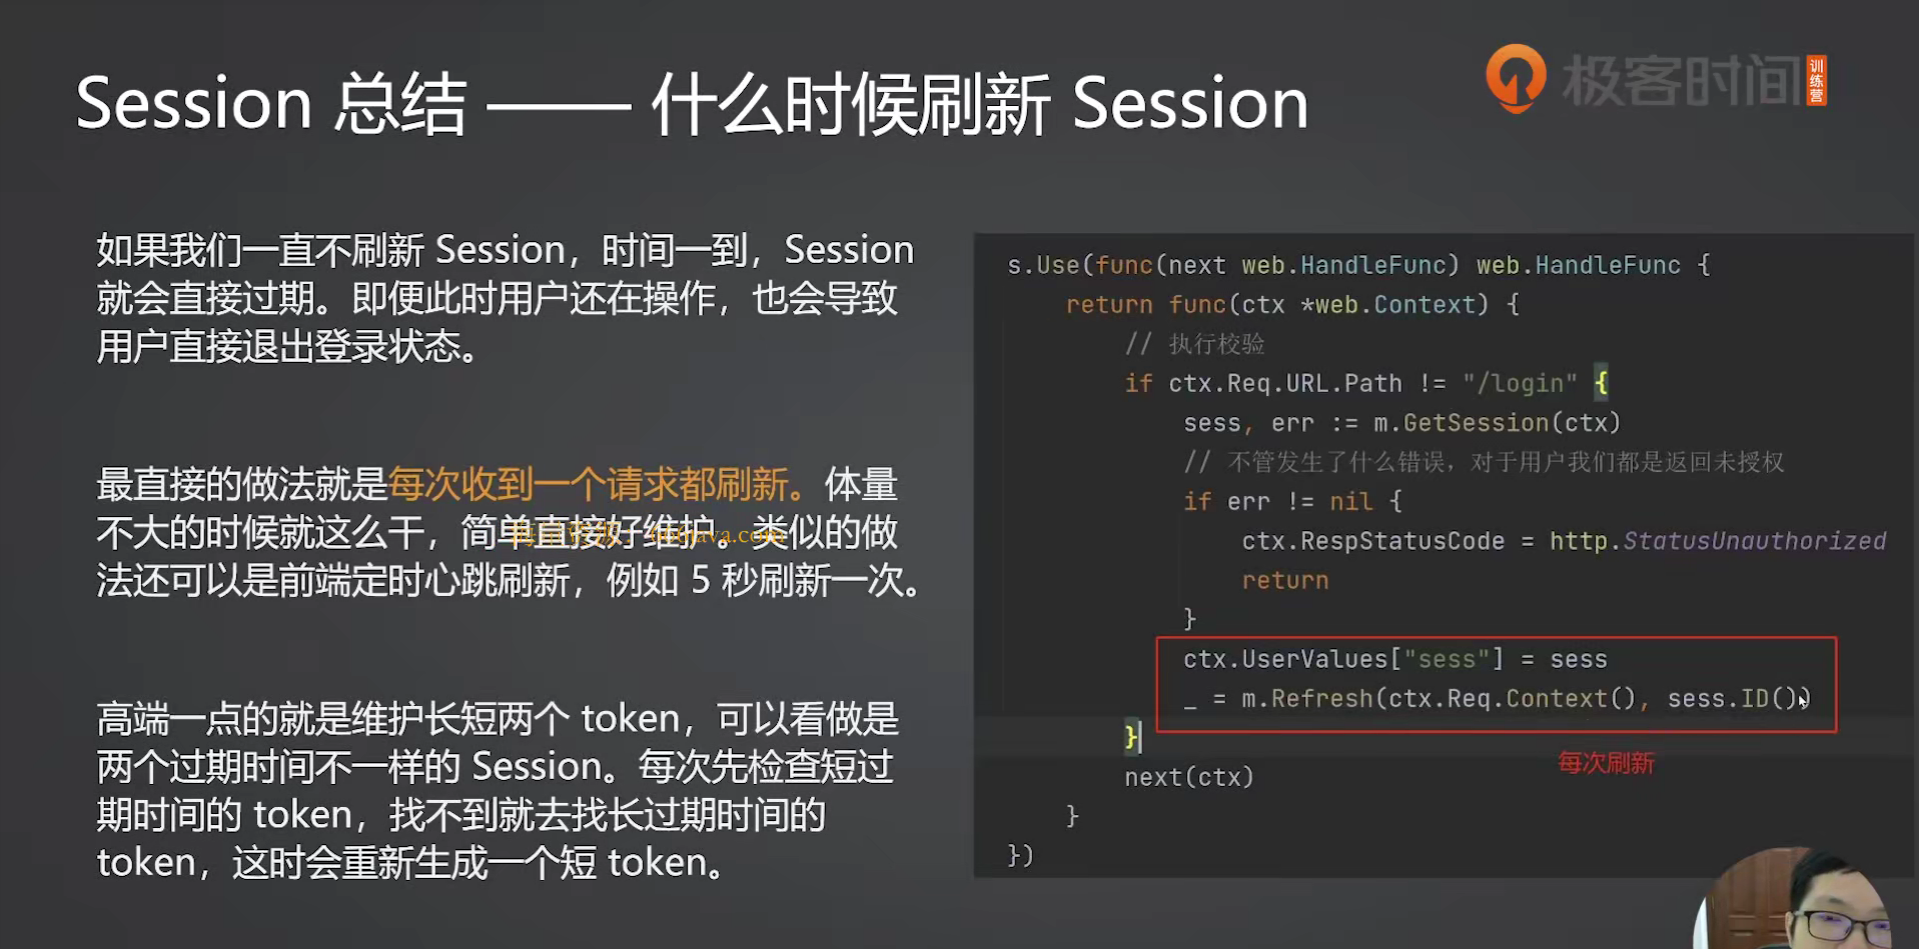 Session 总结 —— 什么时候刷新 Session
极客时间
训练营
如果我们一直不刷新 Session，时间一到，Session
就会直接过期。即便此时用户还在操作，也会导致
用户直接退出登录状态。
最直接的做法就是每次收到一个请求都刷新。体量
不大的时候就这么干，简单直接好维护。类似的做
法还可以是前端定时心跳刷新，例如 5 秒刷新一次。
高端一点的就是维护长短两个 token，可以看做是
两个过期时间不一样的 Session。每次先检查短过
期时间的 token，找不到就去找长过期时间的
token，这时会重新生成一个短 token。
s.Use(func(next web.HandleFunc) web.HandleFunc {
return func(ctx *web.Context) {
// 执行校验
if ctx.Req.URL.Path != "/login" {
sess, err := m.GetSession(ctx)
// 不管发生了什么错误，对于用户我们都是返回未授权
if err != nil {
ctx.RespStatusCode = http.StatusUnauthorized
return
}
ctx.UserValues["sess"] = sess
_ = m.Refresh(ctx.Req.Context(), sess.ID())
}
每次刷新
next(ctx)
}
})